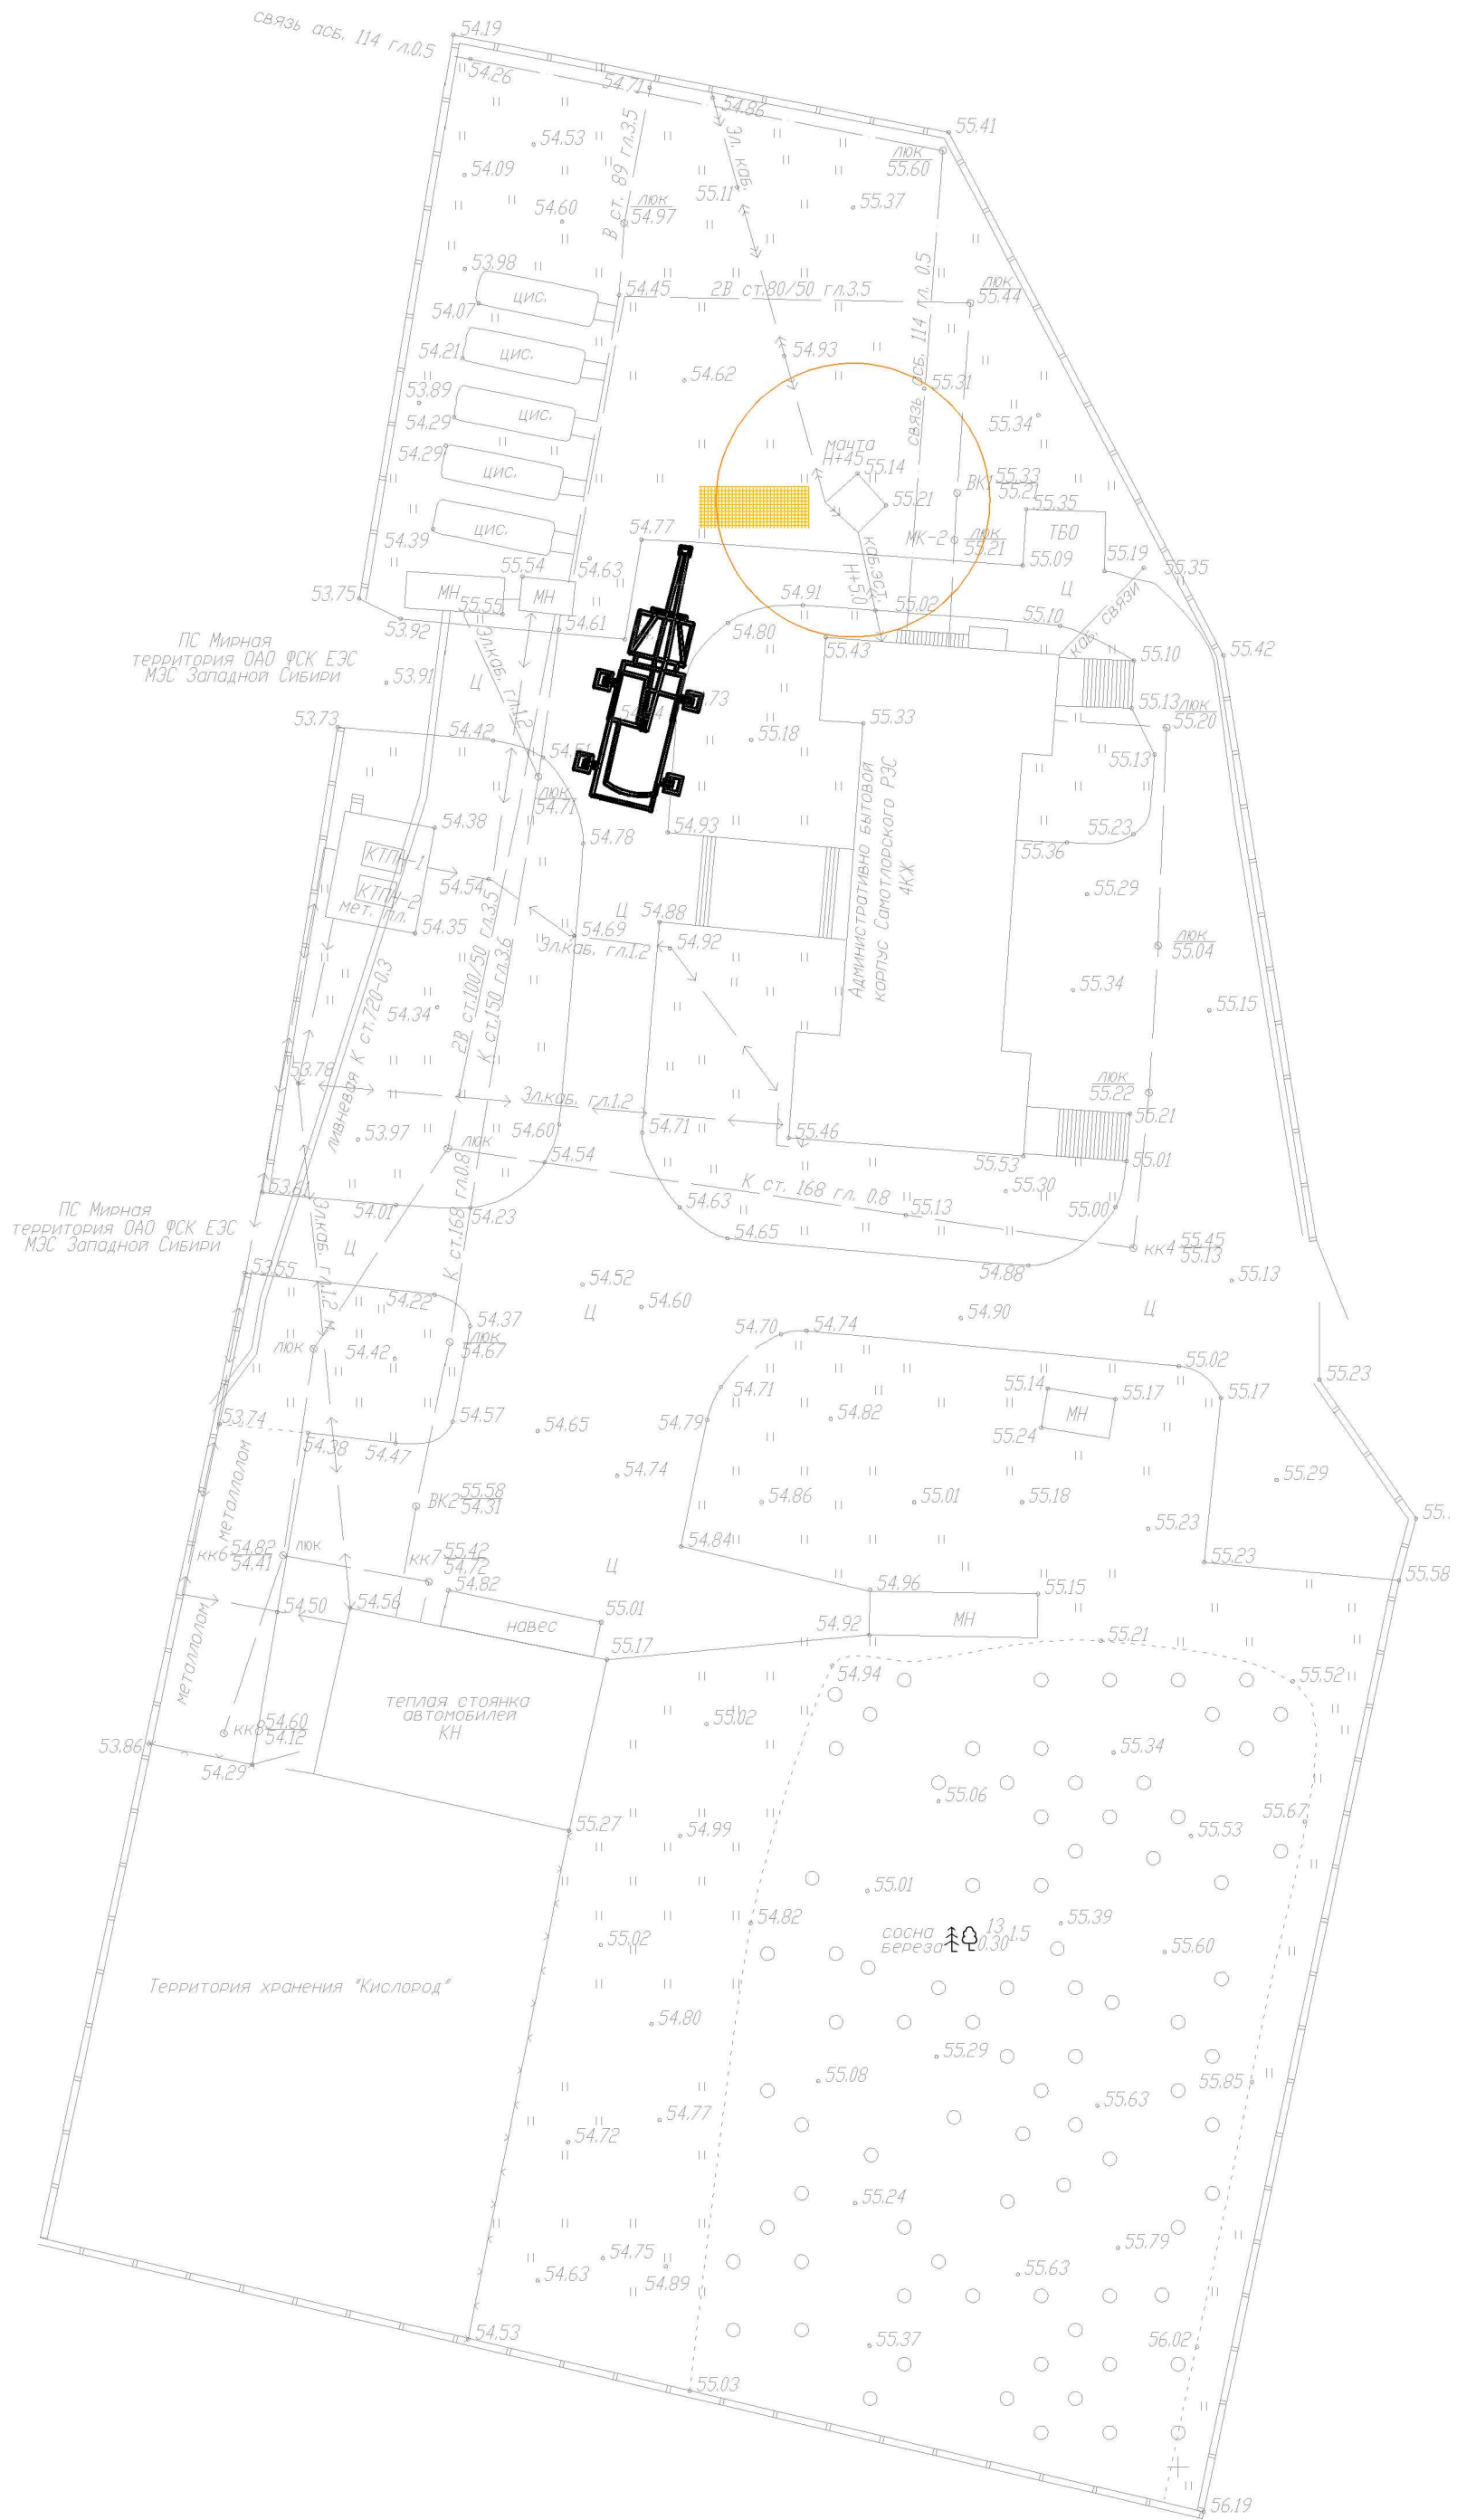 связь асб. 114 гл.0.5
54.19
54.26
54.71
54.86
55.41
люк
55.60
54.53
54.09
В ст. 89 гл.3.5
Эл. каб.
55.11
55.37
54.60
люк
54.97
53.98
цис.
54.07
54.45
2В ст.80/50 гл.3.5
люк
55.44
связь асб. 114 гл. 0.5
54.21
цис.
54.93
54.62
55.31
53.89
цис.
54.29
55.34
мачта
Н+45
54.29
цис.
55.14
ВК1
55.33
55.21
55.21
55.35
ТБО
54.39
цис.
54.77
МК-2
люк
55.21
55.09
55.19
55.35
55.54
54.63
МН
МН
55.55
каб.эст.
Н+5.0
53.75
53.92
54.61
54.91
55.02
55.10
Ц
каб. связи
54.80
55.43
55.42
ПС Мирная
территория ОАО ФСК ЕЭС
МЭС Западной Сибири
Эл.каб. гл.1.2
53.91
Ц
55.10
55.13
люк
55.20
53.73
54.42
54.51
55.18
55.33
55.13
люк
54.71
54.38
54.78
54.93
55.23
55.36
КТПН-1
КТПН-2
мет. пл.
54.54
54.35
Административно бытовой
корпус Самотлорского РЭС
4КЖ
55.29
Ц
54.88
54.69
54.92
Эл.каб. гл.1.2
люк
55.04
2В ст.100/50 гл.3.5
К ст.150 гл.3.6
ливневая К ст.720-0.3
54.34
55.34
55.15
53.78
Эл.каб. гл.1.2
люк
55.22
55.21
53.97
54.60
54.71
55.46
люк
54.54
55.53
55.01
К ст. 168 гл. 0.8
55.30
54.01
54.23
54.63
55.13
55.00
ПС Мирная
территория ОАО ФСК ЕЭС
МЭС Западной Сибири
Эл.каб. гл.1.2 м
К ст.168 гл.0.8
54.65
кк4
55.45
55.13
Ц
53.55
54.88
54.52
55.13
54.22
Ц
54.60
54.90
Ц
54.37
54.70
54.74
люк
люк
54.67
54.42
55.02
55.23
54.71
55.14
55.17
55.17
МН
53.74
54.57
54.65
54.79
54.82
55.24
54.38
54.47
металлолом
54.74
55.29
ВК2
55.58
54.31
54.86
55.01
55.18
55.23
кк6
54.82
54.41
люк
кк7
55.42
54.72
54.84
Ц
55.23
55.58
54.82
54.96
55.15
54.50
54.56
55.01
навес
54.92
МН
55.17
55.21
металлолом
54.94
55.52
теплая стоянка
автомобилей
КН
кк8
54.60
54.12
55.02
53.86
54.29
55.34
55.06
55.67
55.27
54.99
55.53
55.01
54.82
55.39
сосна
береза
13
0.30
1.5
55.02
55.60
Территория хранения "Кислород"
54.80
55.29
55.08
55.85
55.63
54.77
54.72
55.24
55.79
54.75
54.63
54.89
55.63
54.53
55.37
56.02
55.03
56.19